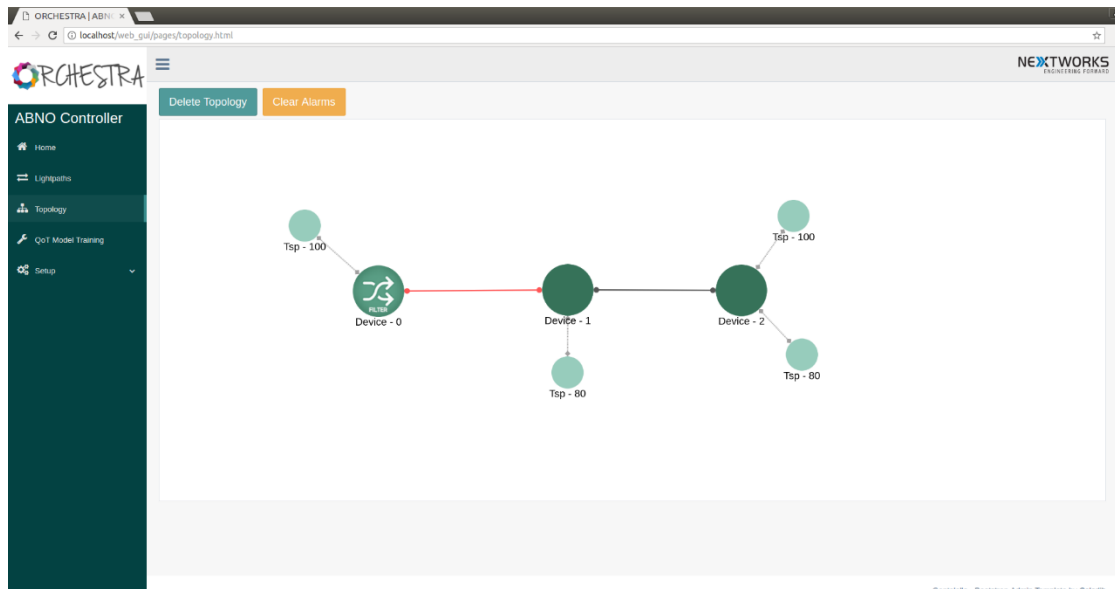 ORCHESTRA | ABN
localhost/web_gui/pages/topology.html
ORCHESTRA
NEXTWORKS
ENGINEERING FORWARD
Delete Topology
Clear Alarms
ABNO Controller
Home
Lightpaths
Topology
QoT Model Training
Setup
Tsp - 100
Tsp - 100
FILTER
Device - 0
Device - 1
Device - 2
Tsp - 80
Tsp - 80